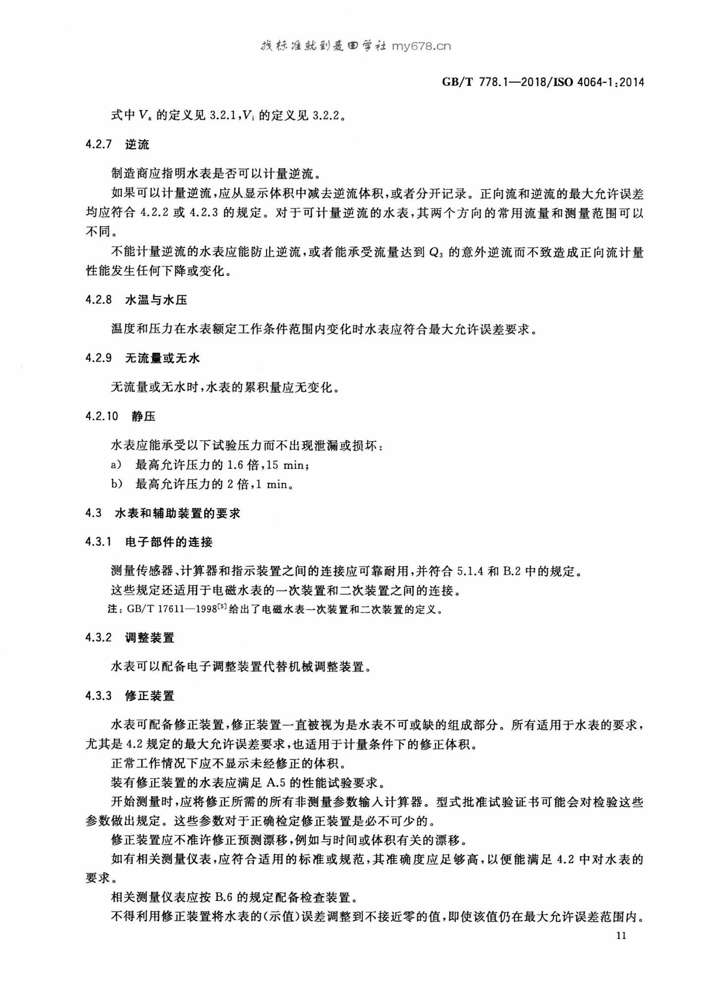 找标准就到麦田学社 my678.cn
GB/T 778.1—2018/ISO 4064-1:2014
式中 Vₐ 的定义见 3.2.1,Vᵢ 的定义见 3.2.2。
4.2.7 逆流
制造商应指明水表是否可以计量逆流。
如果可以计量逆流,应从显示体积中减去逆流体积,或者分开记录。正向流和逆流的最大允许误差
均应符合 4.2.2 或 4.2.3 的规定。对于可计量逆流的水表,其两个方向的常用流量和测量范围可以
不同。
不能计量逆流的水表应能防止逆流,或者能承受流量达到 Q₃ 的意外逆流而不致造成正向流计量
性能发生任何下降或变化。
4.2.8 水温与水压
温度和压力在水表额定工作条件范围内变化时水表应符合最大允许误差要求。
4.2.9 无流量或无水
无流量或无水时,水表的累积量应无变化。
4.2.10 静压
水表应能承受以下试验压力而不出现泄漏或损坏:
a) 最高允许压力的 1.6 倍,15 min;
b) 最高允许压力的 2 倍,1 min。
4.3 水表和辅助装置的要求
4.3.1 电子部件的连接
测量传感器、计算器和指示装置之间的连接应可靠耐用,并符合 5.1.4 和 B.2 中的规定。
这些规定还适用于电磁水表的一次装置和二次装置之间的连接。
注: GB/T 17611—1998[5]给出了电磁水表一次装置和二次装置的定义。
4.3.2 调整装置
水表可以配备电子调整装置代替机械调整装置。
4.3.3 修正装置
水表可配备修正装置,修正装置一直被视为是水表不可或缺的组成部分。所有适用于水表的要求,
尤其是 4.2 规定的最大允许误差要求,也适用于计量条件下的修正体积。
正常工作情况下应不显示未经修正的体积。
装有修正装置的水表应满足 A.5 的性能试验要求。
开始测量时,应将修正所需的所有非测量参数输入计算器。型式批准试验证书可能会对检验这些
参数做出规定。这些参数对于正确检定修正装置是必不可少的。
修正装置应不准许修正预测漂移,例如与时间或体积有关的漂移。
如有相关测量仪表,应符合适用的标准或规范,其准确度应足够高,以便能满足 4.2 中对水表的
要求。
相关测量仪表应按 B.6 的规定配备检查装置。
不得利用修正装置将水表的(示值)误差调整到不接近零的值,即使该值仍在最大允许误差范围内。
11